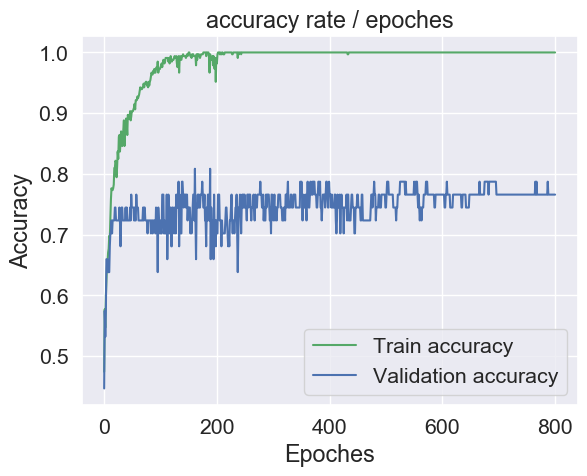 accuracy rate / epoches
1.0
0.9
0.8
0.7
0.6
0.5
Accuracy
Train accuracy
Validation accuracy
0 200 400 600 800
Epoches